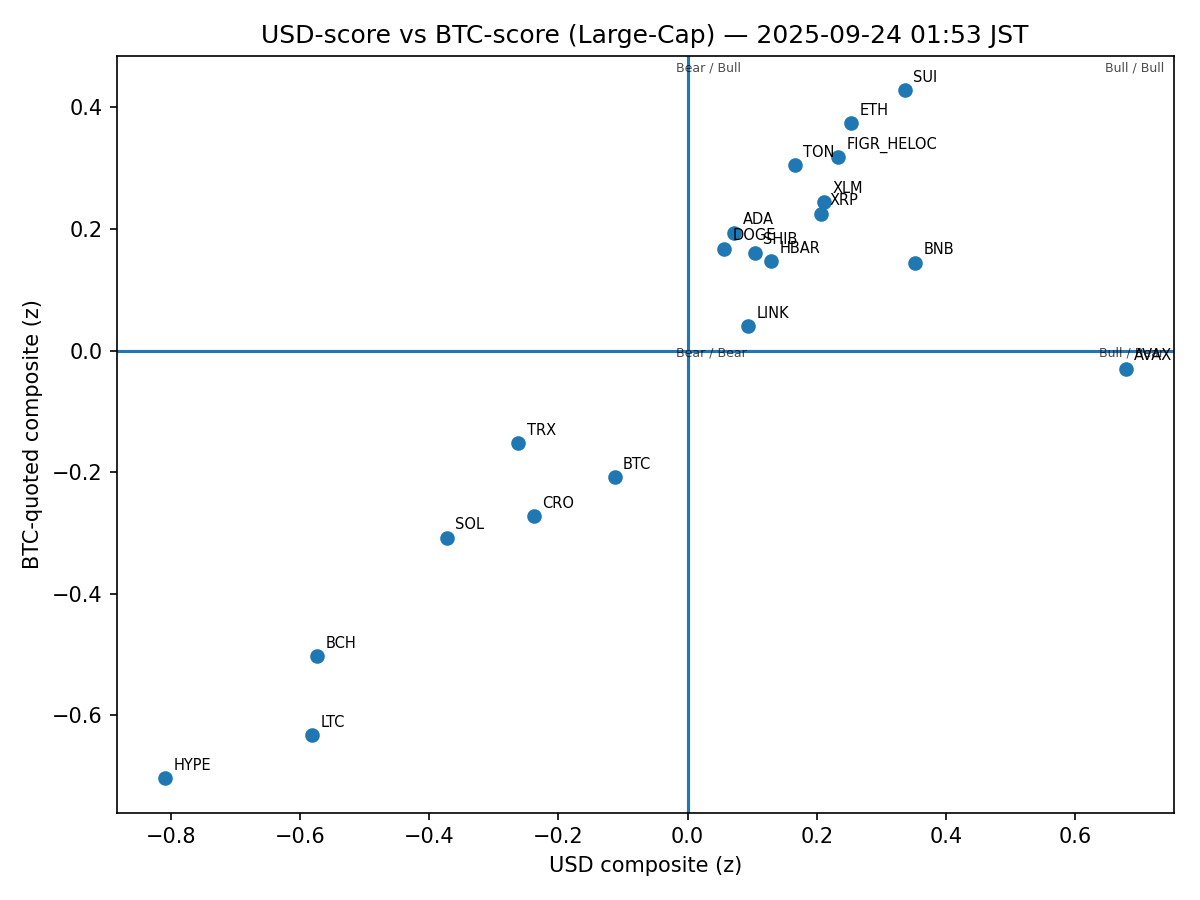 USD-score vs BTC-score (Large-Cap) — 2025-09-24 01:53 JST
Bear / Bull
Bull / Bull
SUI
ETH
FIGR_HELOC
TON
XLM
XRP
ADA
DOGE
SHIB
HBAR
BNB
LINK
Bear / Bear
Bull / Bear
AVAX
TRX
BTC
CRO
SOL
BCH
LTC
HYPE
0.4
0.2
0.0
−0.2
−0.4
−0.6
BTC-quoted composite (z)
−0.8
−0.6
−0.4
−0.2
0.0
0.2
0.4
0.6
USD composite (z)